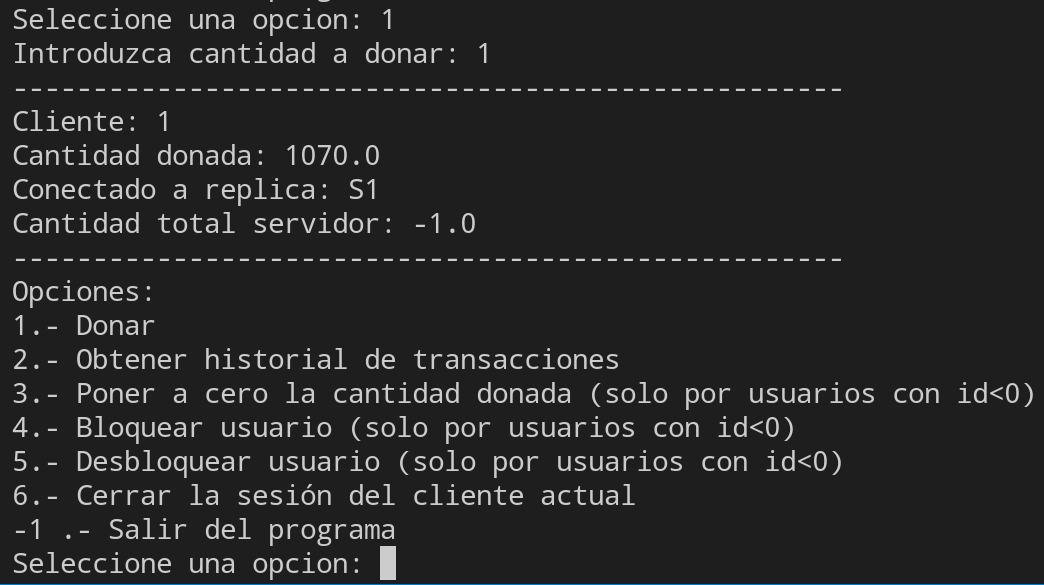 Seleccione una opcion: 1
Introduzca cantidad a donar: 1
----------------------------------------------------
Cliente: 1
Cantidad donada: 1070.0
Conectado a replica: S1
Cantidad total servidor: -1.0
----------------------------------------------------
Opciones:
1.- Donar
2.- Obtener historial de transacciones
3.- Poner a cero la cantidad donada (solo por usuarios con id<0)
4.- Bloquear usuario (solo por usuarios con id<0)
5.- Desbloquear usuario (solo por usuarios con id<0)
6.- Cerrar la sesión del cliente actual
-1 .- Salir del programa
Seleccione una opcion: